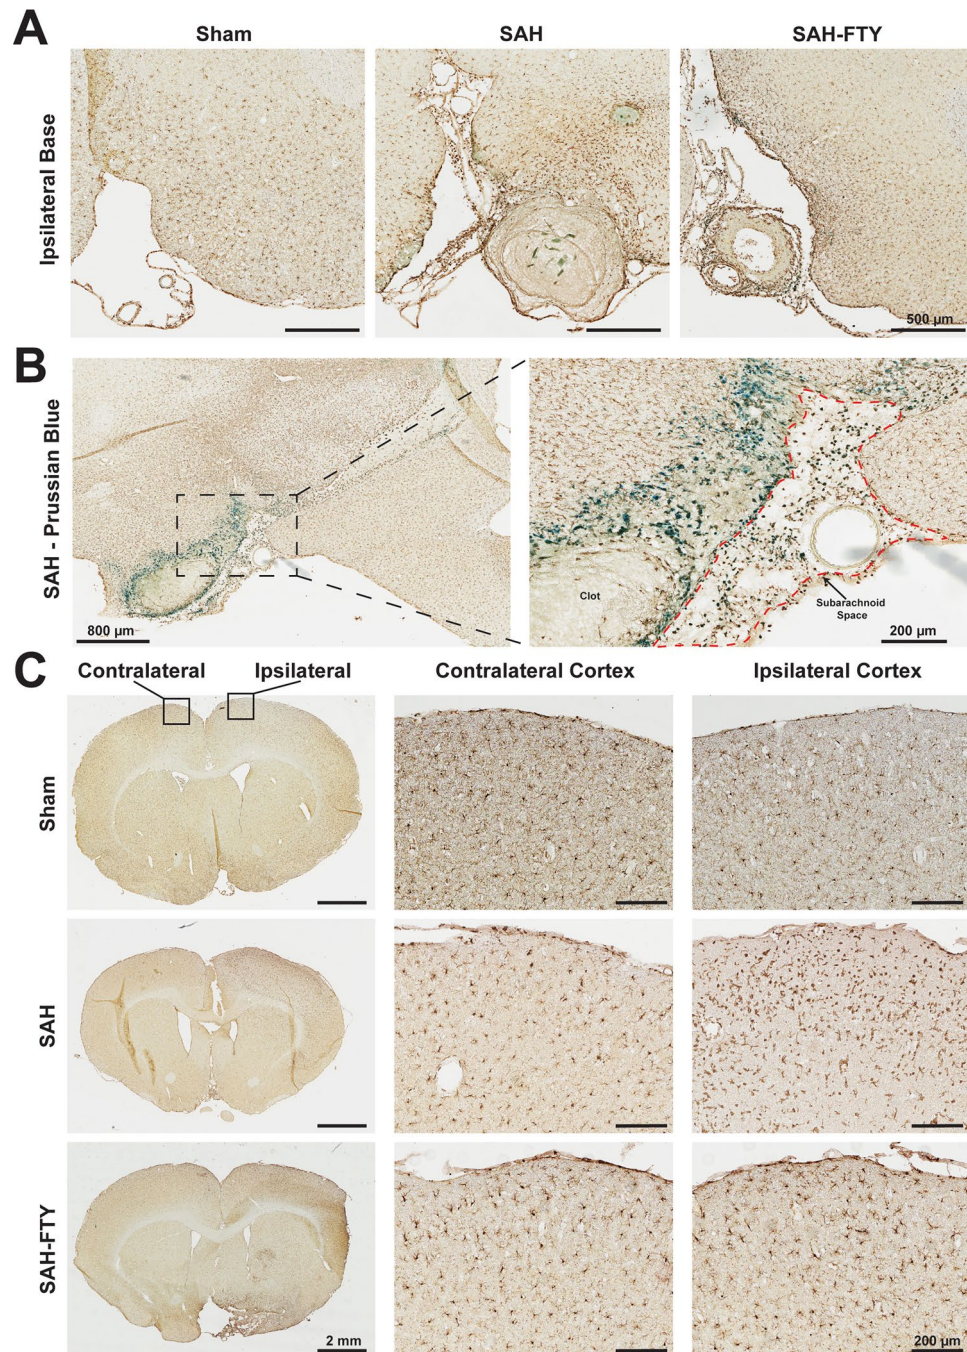 A
Sham
SAH
SAH-FTY
Ipsilateral Base
500 µm
B
SAH - Prussian Blue
800 µm
Clot
Subarachnoid
Space
200 µm
C
Contralateral
Ipsilateral
Contralateral Cortex
Ipsilateral Cortex
Sham
SAH
SAH-FTY
2 mm
200 µm